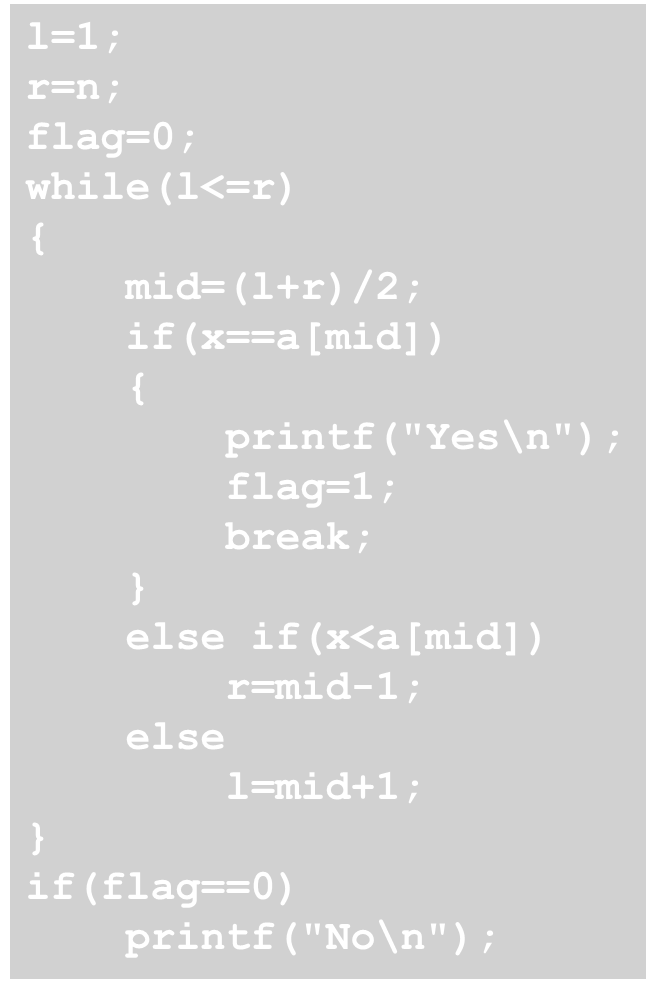 l=1;
r=n;
flag=0;
while(l<=r)
{
     mid=(l+r)/2;
     if(x==a[mid])
     {
          printf("Yes\n");
          flag=1;
          break;
     }
     else if(x<a[mid])
          r=mid-1;
     else
          l=mid+1;
}
if(flag==0)
     printf("No\n");